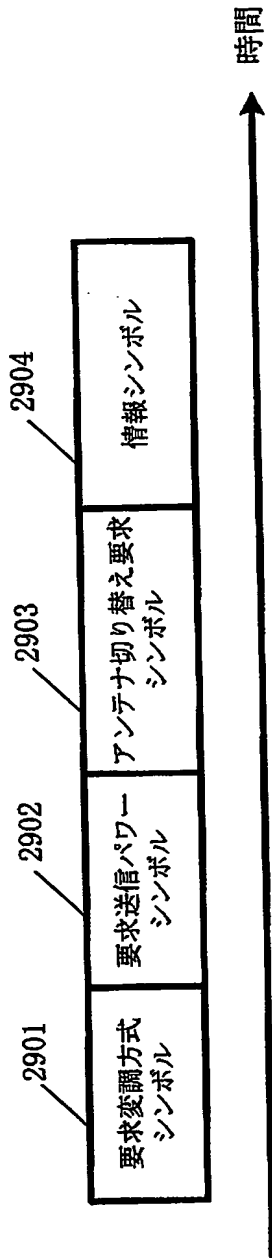 2901
2902
2903
2904
要求変調方式
シンボル
要求送信パワー
シンボル
アンテナ切り替え要求
シンボル
情報シンボル
時間